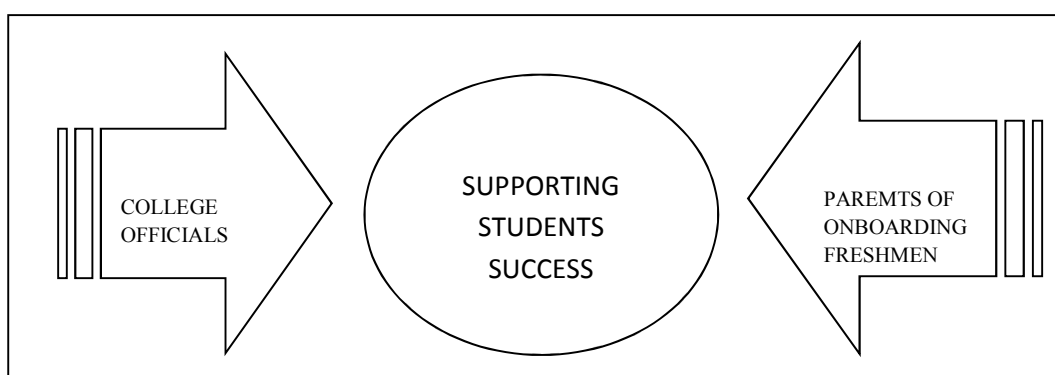 COLLEGE
OFFICIALS
SUPPORTING
STUDENTS
SUCCESS
PAREMTS OF
ONBOARDING
FRESHMEN